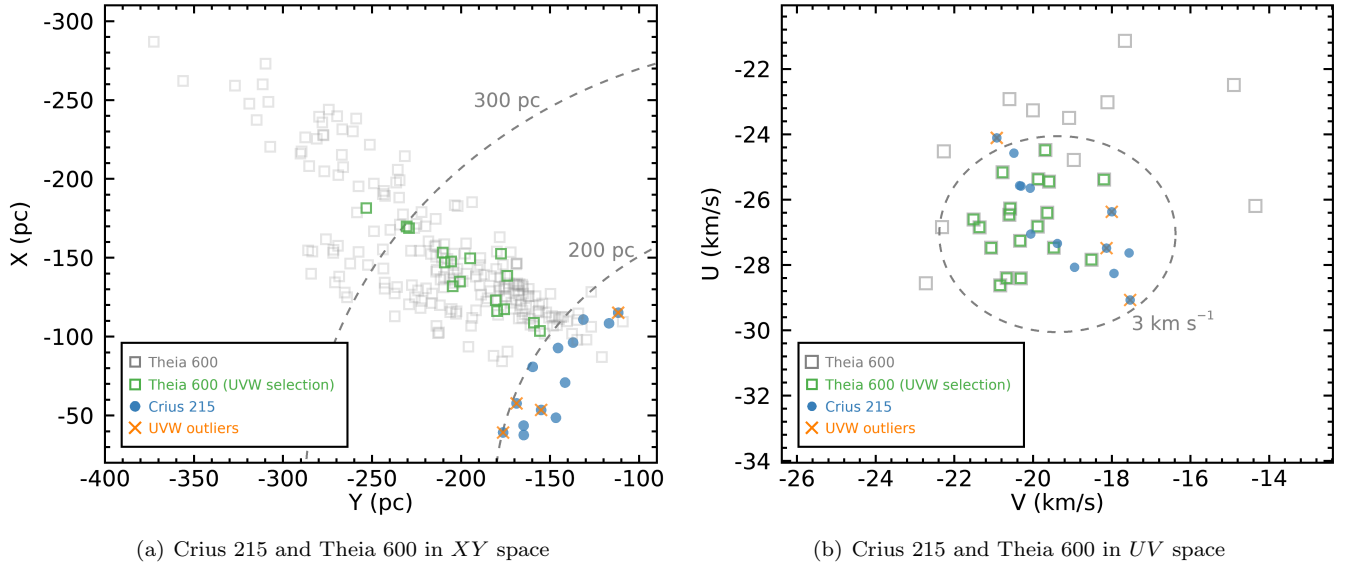 -300
-250
-200
-150
-100
-50
X (pc)
-400
-350
-300
-250
-200
-150
-100
Y (pc)
300 pc
200 pc
Theia 600
Theia 600 (UVW selection)
Crius 215
UVW outliers
(a) Crius 215 and Theia 600 in XY space
-22
-24
-26
-28
-30
-32
-34
U (km/s)
-26
-24
-22
-20
-18
-16
-14
V (km/s)
3 km s⁻¹
Theia 600
Theia 600 (UVW selection)
Crius 215
UVW outliers
(b) Crius 215 and Theia 600 in UV space